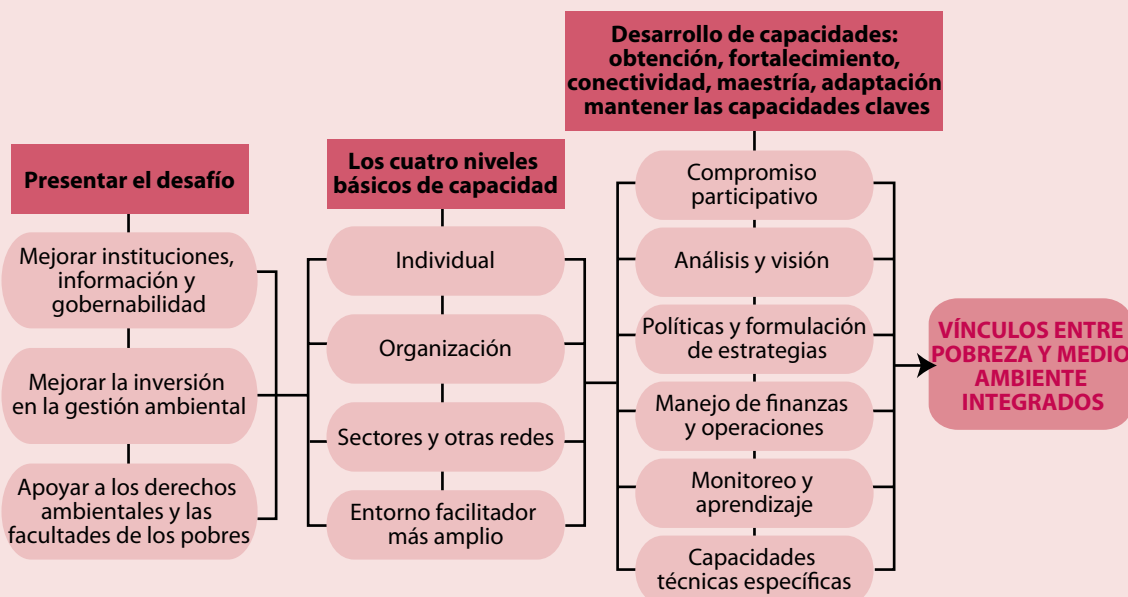 Presentar el desafío
Mejorar instituciones,
información y
gobernabilidad
Mejorar la inversión
en la gestión ambiental
Apoyar a los derechos
ambientales y las
facultades de los pobres
Los cuatro niveles
básicos de capacidad
Individual
Organización
Sectores y otras redes
Entorno facilitador
más amplio
Desarrollo de capacidades:
obtención, fortalecimiento,
conectividad, maestría, adaptación
mantener las capacidades claves
Compromiso
participativo
Análisis y visión
Políticas y formulación
de estrategias
Manejo de finanzas
y operaciones
Monitoreo y
aprendizaje
Capacidades
técnicas específicas
VÍNCULOS ENTRE
POBREZA Y MEDIO
AMBIENTE
INTEGRADOS